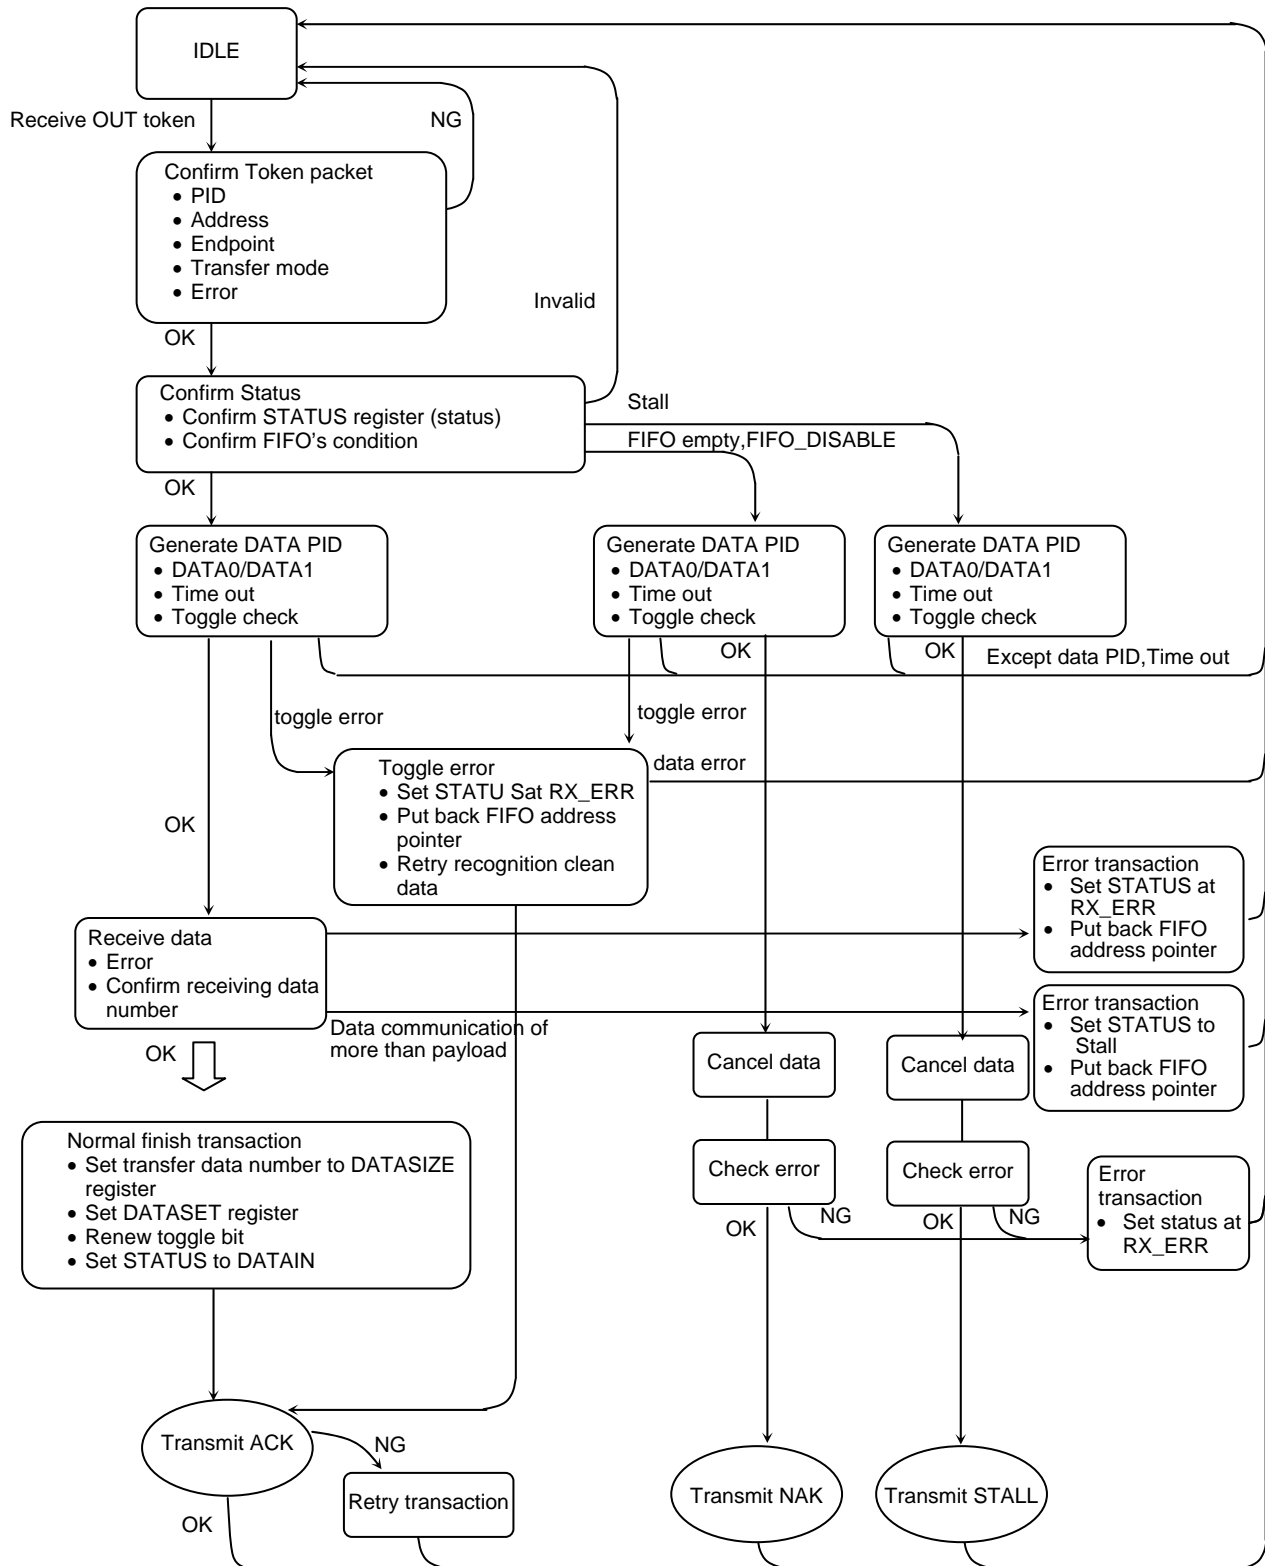 IDLE
Receive OUT token
NG
Confirm Token packet
• PID
• Address
• Endpoint
• Transfer mode
• Error
Invalid
OK
Confirm Status
• Confirm STATUS register (status)
• Confirm FIFO's condition
Stall
FIFO empty,FIFO_DISABLE
OK
Generate DATA PID
• DATA0/DATA1
• Time out
• Toggle check
Generate DATA PID
• DATA0/DATA1
• Time out
• Toggle check
Generate DATA PID
• DATA0/DATA1
• Time out
• Toggle check
OK
OK
Except data PID,Time out
toggle error
toggle error
Toggle error
• Set STATU Sat RX_ERR
• Put back FIFO address
pointer
• Retry recognition clean
data
data error
OK
Error transaction
• Set STATUS at
RX_ERR
• Put back FIFO
address pointer
Receive data
• Error
• Confirm receiving data
number
Data communication of
more than payload
Error transaction
• Set STATUS to
Stall
• Put back FIFO
address pointer
OK
Cancel data
Cancel data
Normal finish transaction
• Set transfer data number to DATASIZE
register
• Set DATASET register
• Renew toggle bit
• Set STATUS to DATAIN
Check error
Check error
Error
transaction
• Set status at
RX_ERR
OK
NG
OK
NG
Transmit ACK
NG
Retry transaction
OK
Transmit NAK
Transmit STALL